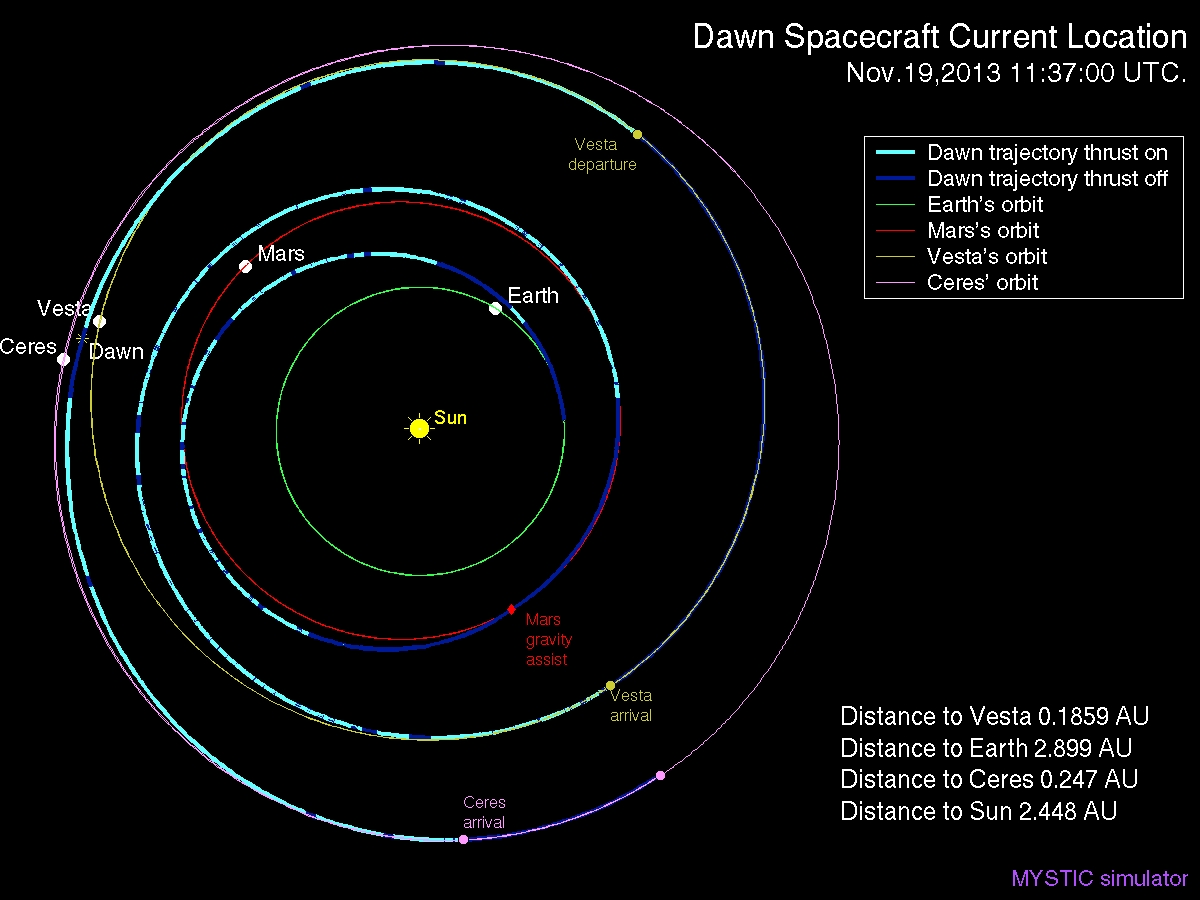 Dawn Spacecraft Current Location
Nov.19,2013 11:37:00 UTC.
Dawn trajectory thrust on
Dawn trajectory thrust off
Earth's orbit
Mars's orbit
Vesta's orbit
Ceres' orbit
Vesta
departure
Mars
Earth
Vesta
Ceres
Dawn
Sun
Mars
gravity
assist
Vesta
arrival
Ceres
arrival
Distance to Vesta 0.1859 AU
Distance to Earth 2.899 AU
Distance to Ceres 0.247 AU
Distance to Sun 2.448 AU
MYSTIC simulator